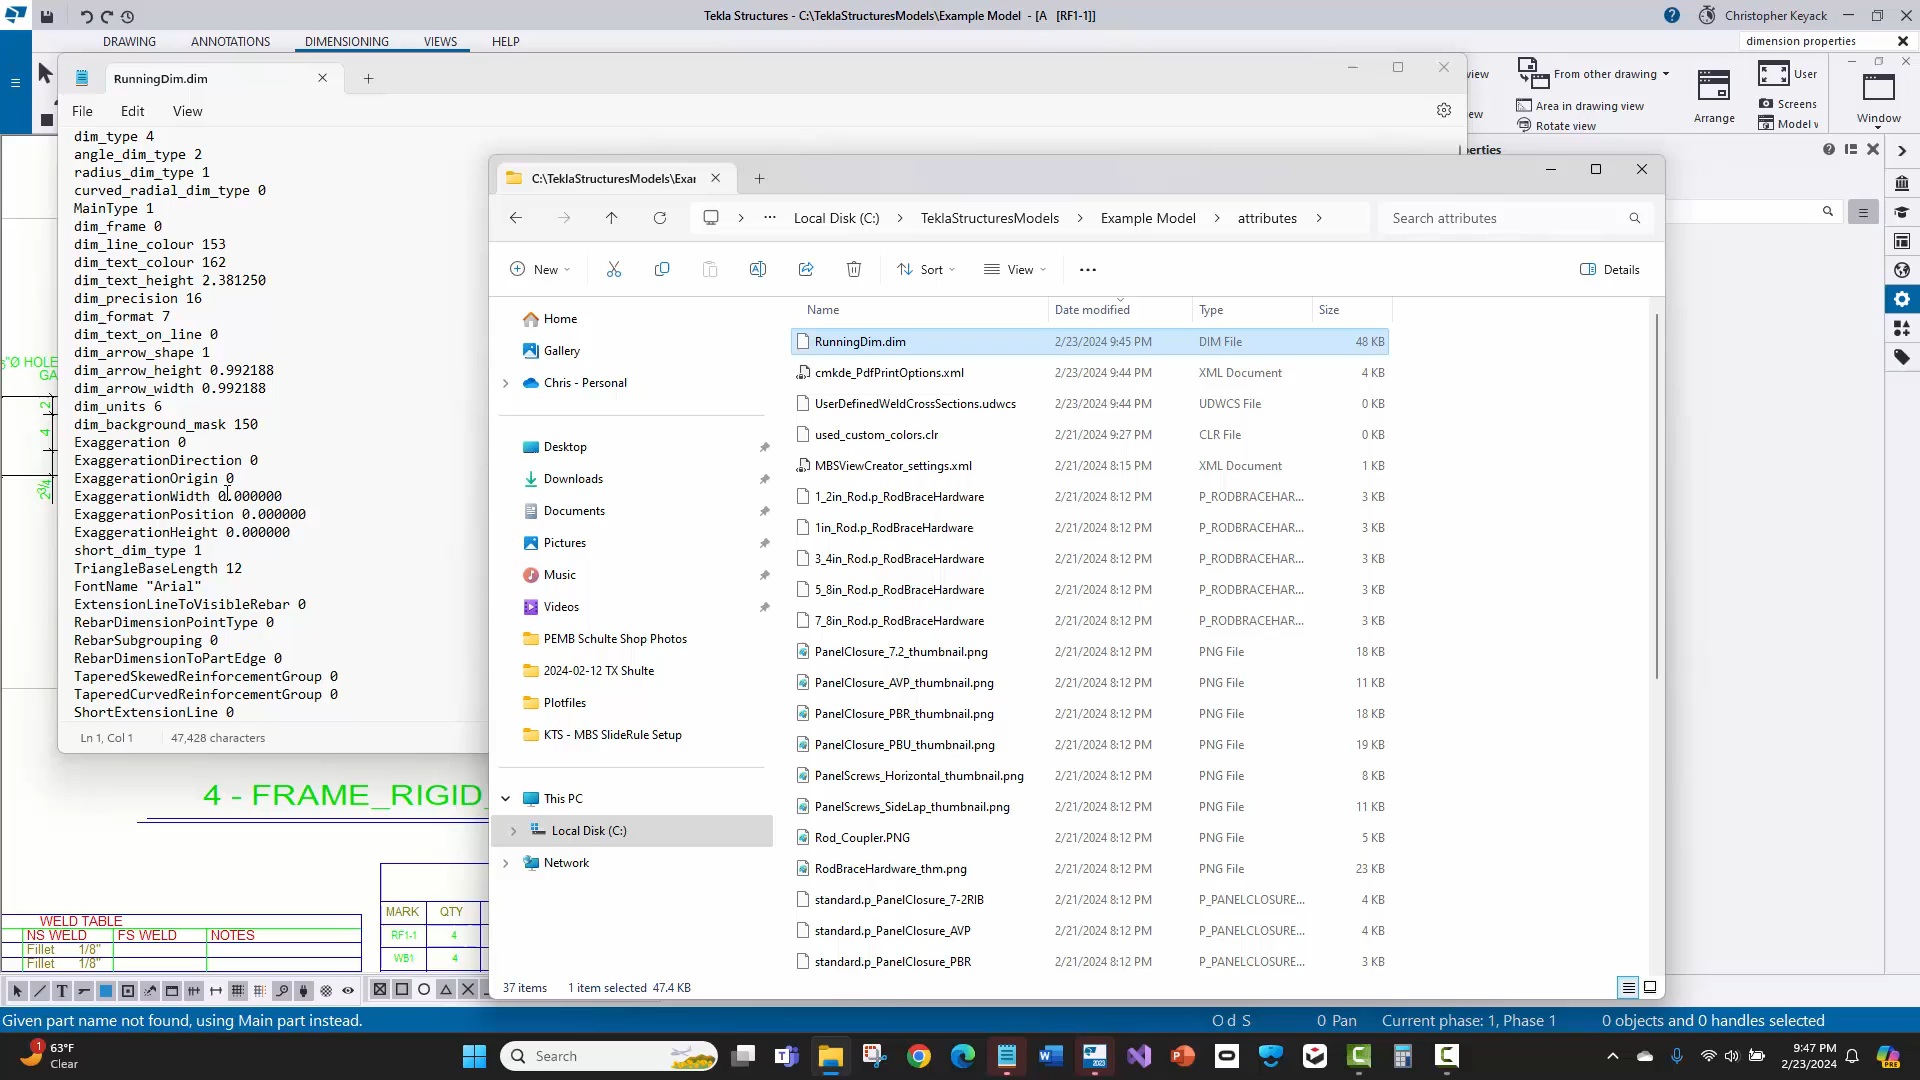 Tekla Structures - C:\TeklaStructuresModels\Example Model - [A [RF1-1]]
Christopher Keyack
DRAWING ANNOTATIONS DIMENSIONING VIEWS HELP
dimension properties
RunningDim.dim
File Edit View
From other drawing
Area in drawing view
Rotate view
Arrange
User
Screens
Model v
Window
perties
dim_type 4
angle_dim_type 2
radius_dim_type 1
curved_radial_dim_type 0
MainType 1
dim_frame 0
dim_line_colour 153
dim_text_colour 162
dim_text_height 2.381250
dim_precision 16
dim_format 7
dim_text_on_line 0
dim_arrow_shape 1
dim_arrow_height 0.992188
dim_arrow_width 0.992188
dim_units 6
dim_background_mask 150
Exaggeration 0
ExaggerationDirection 0
ExaggerationOrigin 0
ExaggerationWidth 0.000000
ExaggerationPosition 0.000000
ExaggerationHeight 0.000000
short_dim_type 1
TriangleBaseLength 12
FontName "Arial"
ExtensionLineToVisibleRebar 0
RebarDimensionPointType 0
RebarSubgrouping 0
RebarDimensionToPartEdge 0
TaperedSkewedReinforcementGroup 0
TaperedCurvedReinforcementGroup 0
ShortExtensionLine 0
Ln 1, Col 1 47,428 characters
C:\TeklaStructuresModels\Exar
Local Disk (C:) > TeklaStructuresModels > Example Model > attributes >
Search attributes
New Sort View Details
Home
Gallery
Chris - Personal
Desktop
Downloads
Documents
Pictures
Music
Videos
PEMB Schulte Shop Photos
2024-02-12 TX Shulte
Plotfiles
KTS - MBS SlideRule Setup
This PC
Local Disk (C:)
Network
Name Date modified Type Size
RunningDim.dim 2/23/2024 9:45 PM DIM File 48 KB
cmkde_PdfPrintOptions.xml 2/23/2024 9:44 PM XML Document 4 KB
UserDefinedWeldCrossSections.udwcs 2/23/2024 9:44 PM UDWCS File 0 KB
used_custom_colors.clr 2/21/2024 9:27 PM CLR File 0 KB
MBSViewCreator_settings.xml 2/21/2024 8:15 PM XML Document 1 KB
1_2in_Rod.p_RodBraceHardware 2/21/2024 8:12 PM P_RODBRACEHAR... 3 KB
1in_Rod.p_RodBraceHardware 2/21/2024 8:12 PM P_RODBRACEHAR... 3 KB
3_4in_Rod.p_RodBraceHardware 2/21/2024 8:12 PM P_RODBRACEHAR... 3 KB
5_8in_Rod.p_RodBraceHardware 2/21/2024 8:12 PM P_RODBRACEHAR... 3 KB
7_8in_Rod.p_RodBraceHardware 2/21/2024 8:12 PM P_RODBRACEHAR... 3 KB
PanelClosure_7.2_thumbnail.png 2/21/2024 8:12 PM PNG File 18 KB
PanelClosure_AVP_thumbnail.png 2/21/2024 8:12 PM PNG File 11 KB
PanelClosure_PBR_thumbnail.png 2/21/2024 8:12 PM PNG File 18 KB
PanelClosure_PBU_thumbnail.png 2/21/2024 8:12 PM PNG File 19 KB
PanelScrews_Horizontal_thumbnail.png 2/21/2024 8:12 PM PNG File 8 KB
PanelScrews_SideLap_thumbnail.png 2/21/2024 8:12 PM PNG File 11 KB
Rod_Coupler.PNG 2/21/2024 8:12 PM PNG File 5 KB
RodBraceHardware_thm.png 2/21/2024 8:12 PM PNG File 23 KB
standard.p_PanelClosure_7-2RIB 2/21/2024 8:12 PM P_PANELCLOSURE... 4 KB
standard.p_PanelClosure_AVP 2/21/2024 8:12 PM P_PANELCLOSURE... 4 KB
standard.p_PanelClosure_PBR 2/21/2024 8:12 PM P_PANELCLOSURE... 3 KB
37 items 1 item selected 47.4 KB
4 - FRAME_RIGID_
WELD TABLE
NS WELD FS WELD NOTES
Fillet 1/8"
Fillet 1/8"
MARK QTY
RF1-1 4
WB1 4
Given part name not found, using Main part instead.
O d S 0 Pan Current phase: 1, Phase 1 0 objects and 0 handles selected
63°F
Clear
Search
9:47 PM
2/23/2024